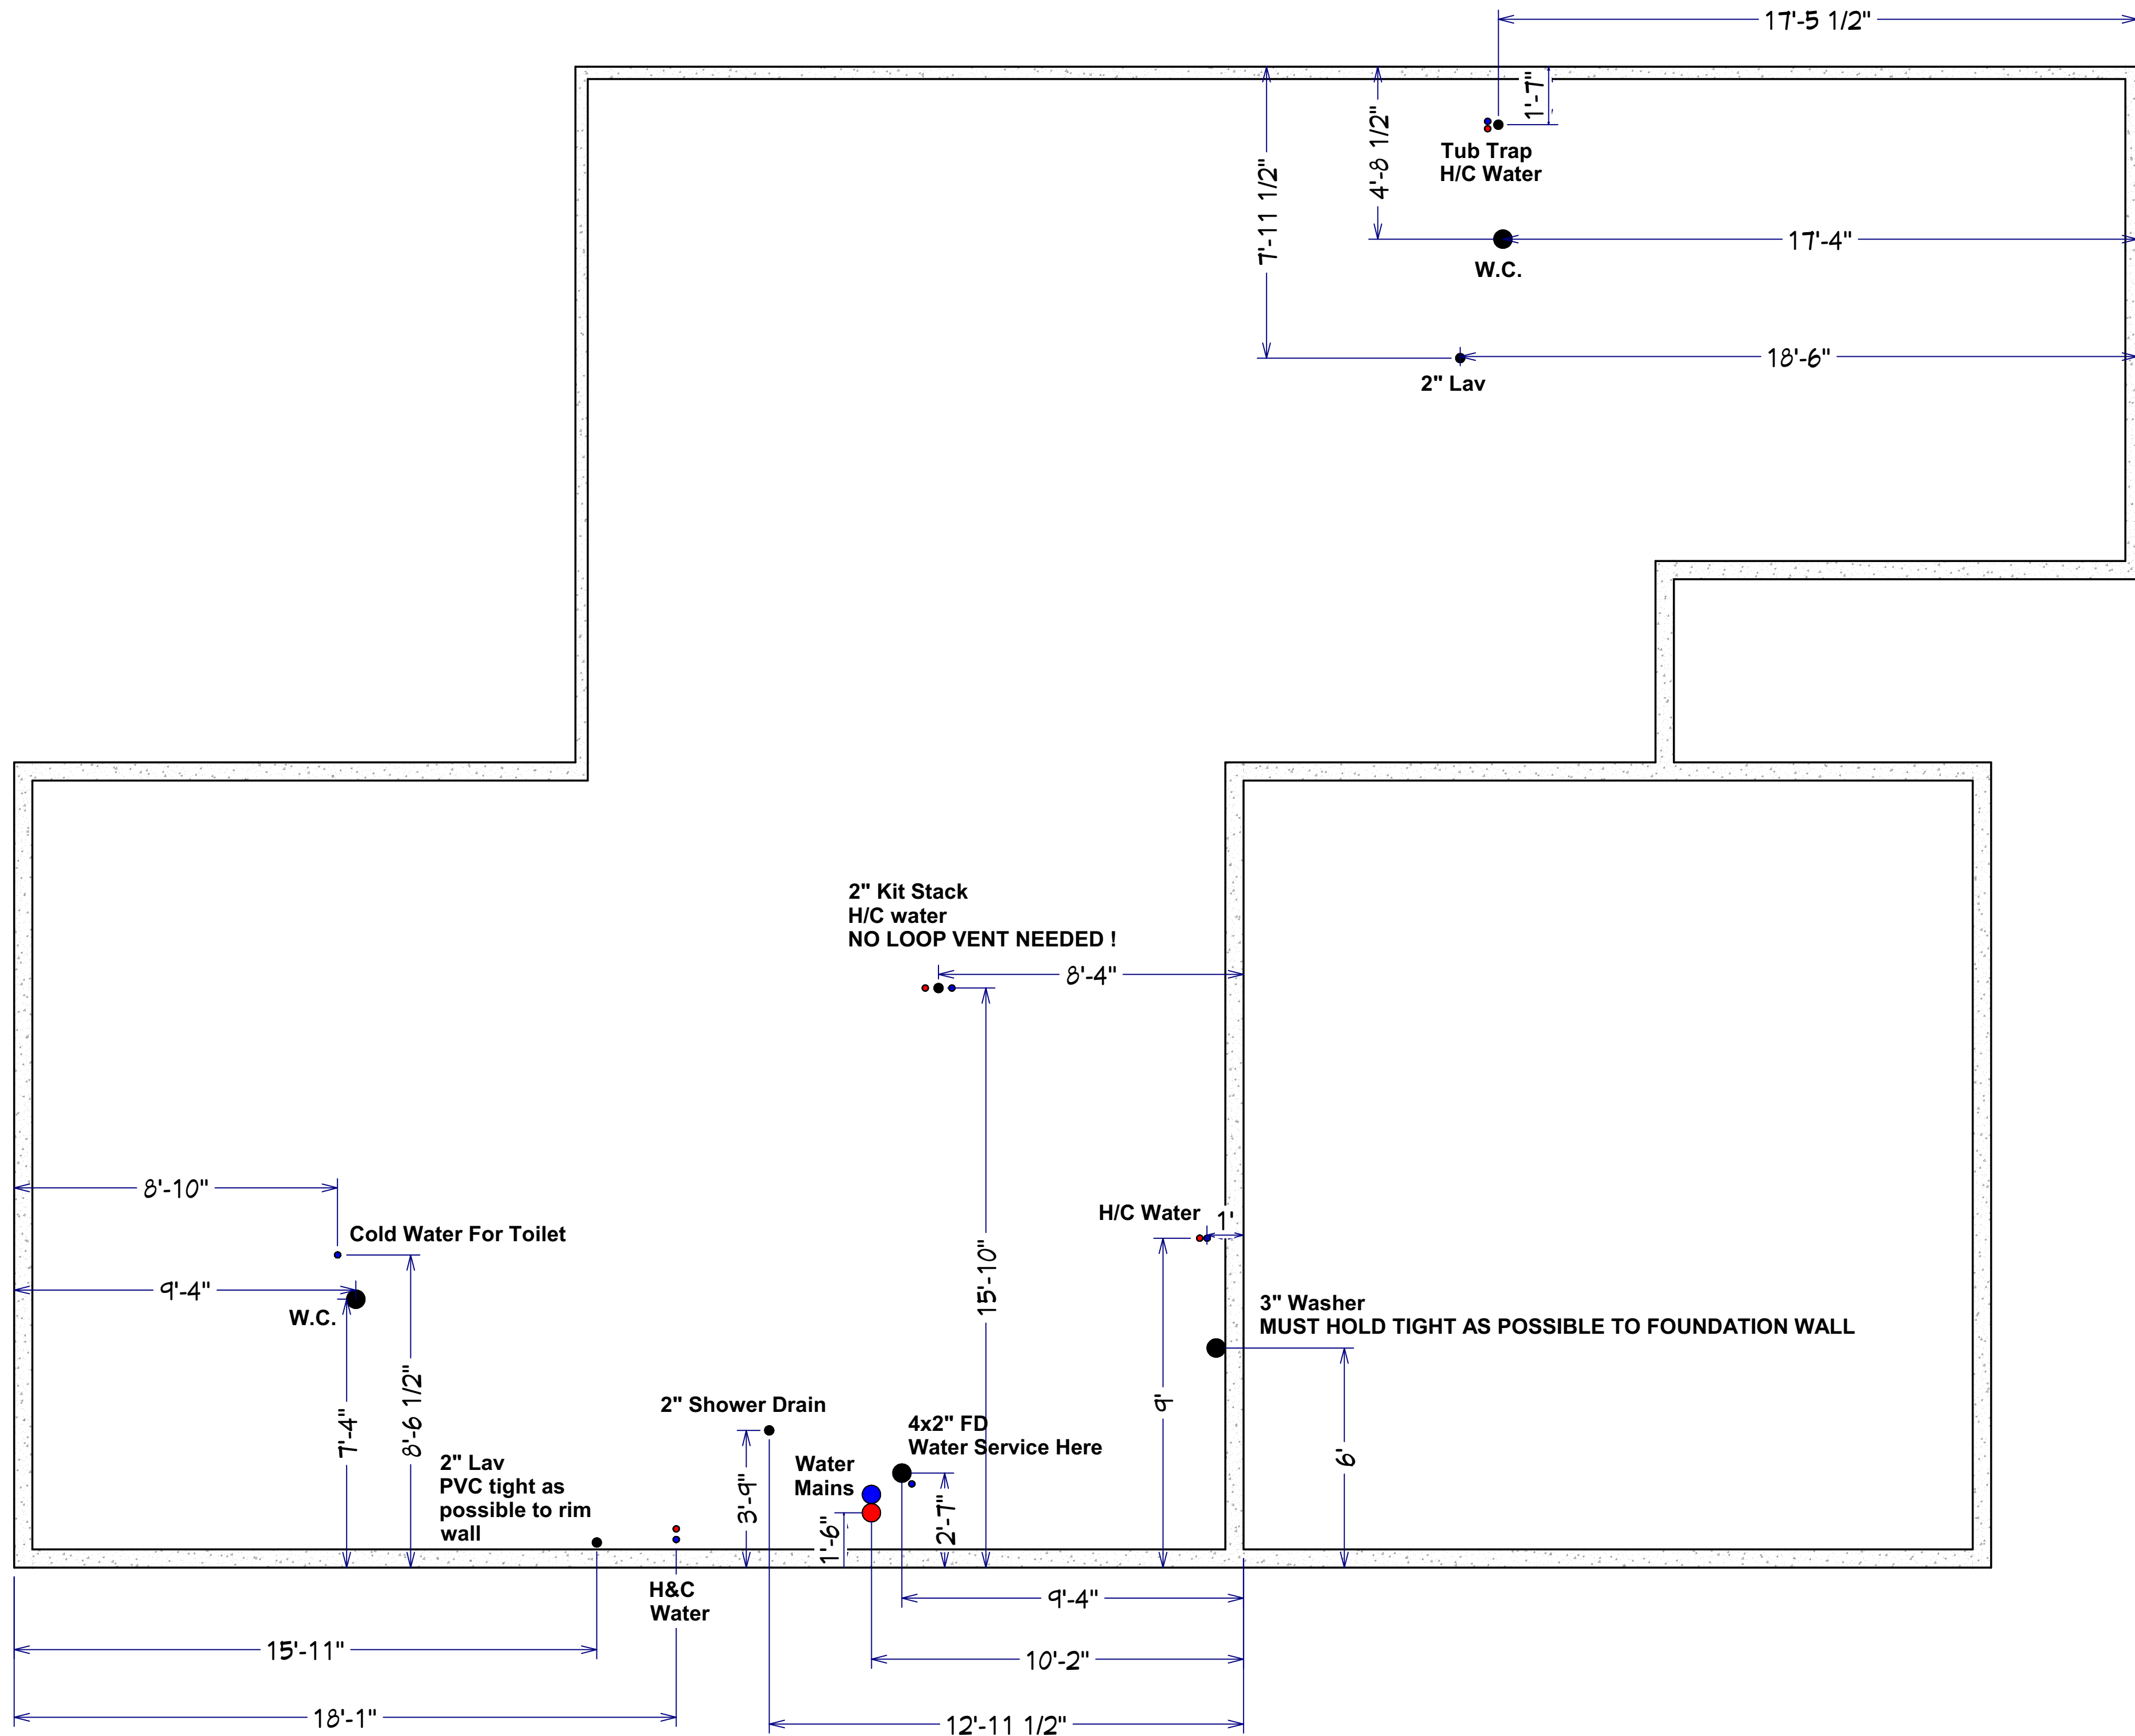 17'-5 1/2"
1'-7"
4'-8 1/2"
7'-11 1/2"
Tub Trap
H/C Water
17'-4"
W.C.
18'-6"
2" Lav
2" Kit Stack
H/C water
NO LOOP VENT NEEDED !
8'-4"
8'-10"
Cold Water For Toilet
H/C Water
1'
15'-10"
9'-4"
W.C.
3" Washer
MUST HOLD TIGHT AS POSSIBLE TO FOUNDATION WALL
9'
7'-4"
8'-6 1/2"
2" Shower Drain
4x2" FD
Water Service Here
6'
2" Lav
PVC tight as
possible to rim
wall
Water
Mains
3'-9"
1'-6"
2'-7"
H&C
Water
9'-4"
15'-11"
10'-2"
18'-1"
12'-11 1/2"